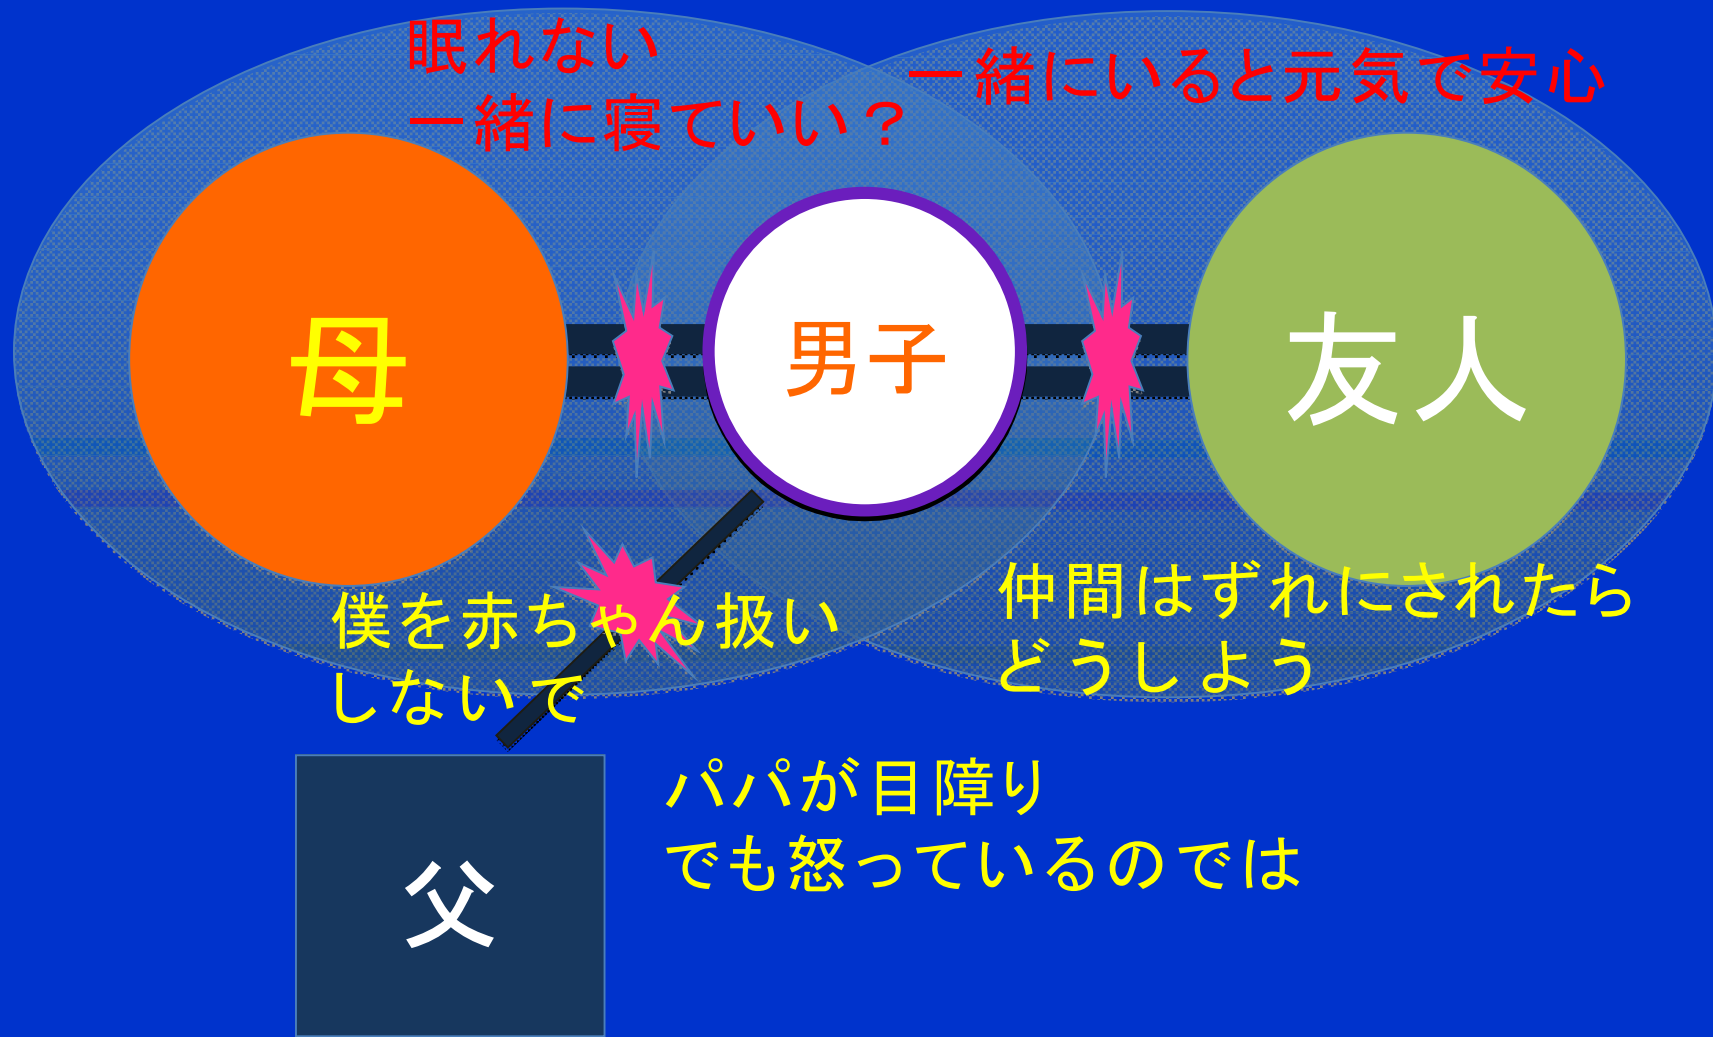 眠れない
一緒に寝ていい？
一緒にいると元気で安心
母
男子
友人
僕を赤ちゃん扱い
しないで
仲間はずれにされたら
どうしよう
パパが目障り
でも怒っているのでは
父